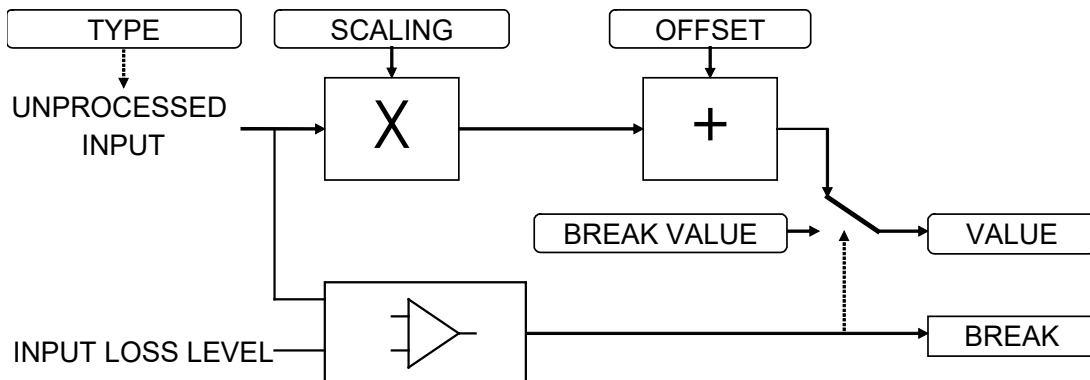 TYPE
SCALING
OFFSET
UNPROCESSED
INPUT
X
+
BREAK VALUE
VALUE
INPUT LOSS LEVEL
BREAK